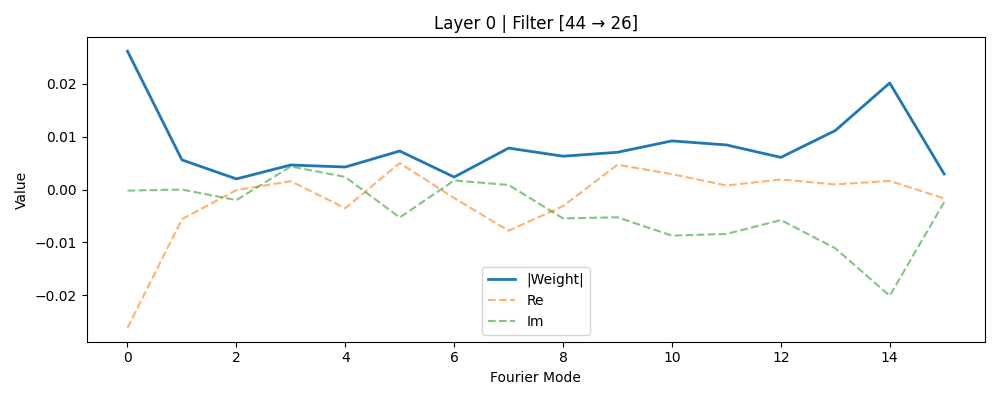 Layer 0 | Filter [44 → 26]
Value
0.02
0.01
0.00
−0.01
−0.02
|Weight|
Re
Im
0 2 4 6 8 10 12 14
Fourier Mode